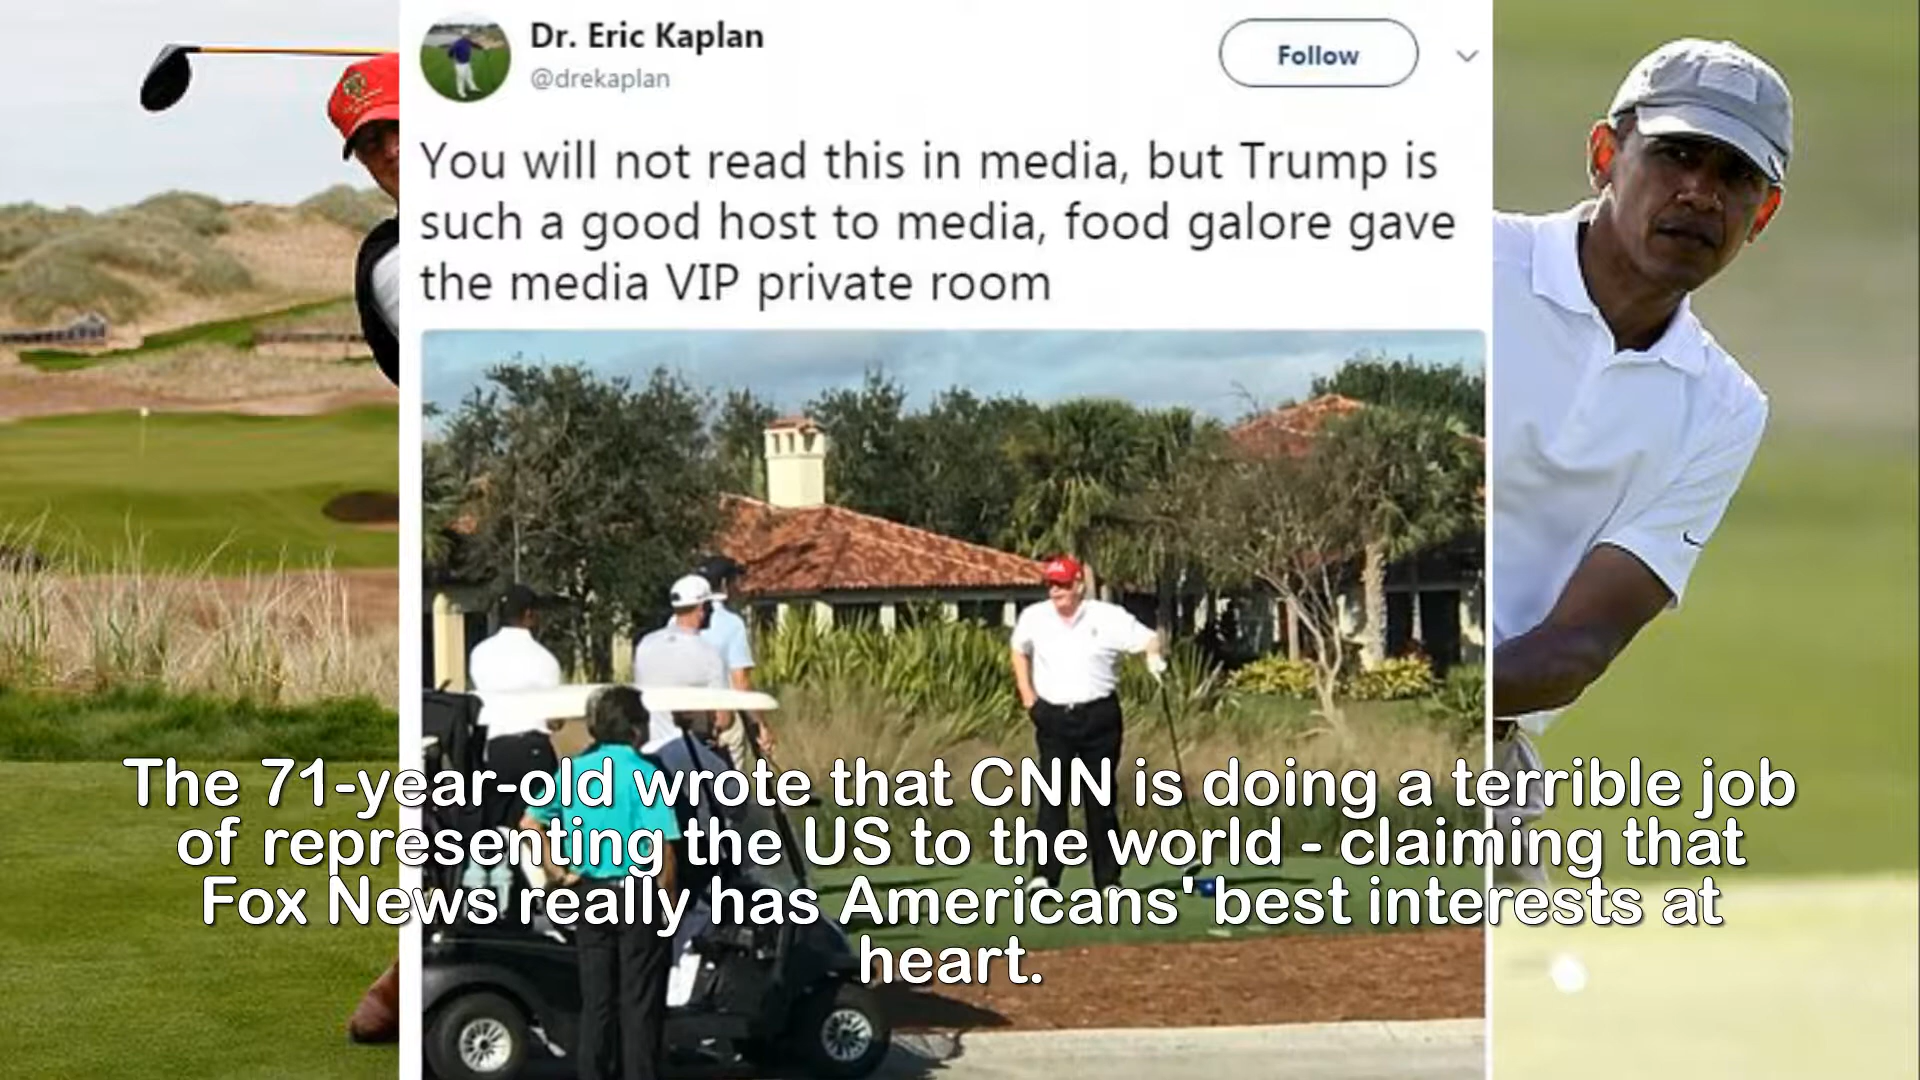 Dr. Eric Kaplan
@drekaplan
Follow
You will not read this in media, but Trump is
such a good host to media, food galore gave
the media VIP private room
The 71-year-old wrote that CNN is doing a terrible job
of representing the US to the world - claiming that
Fox News really has Americans' best interests at
heart.